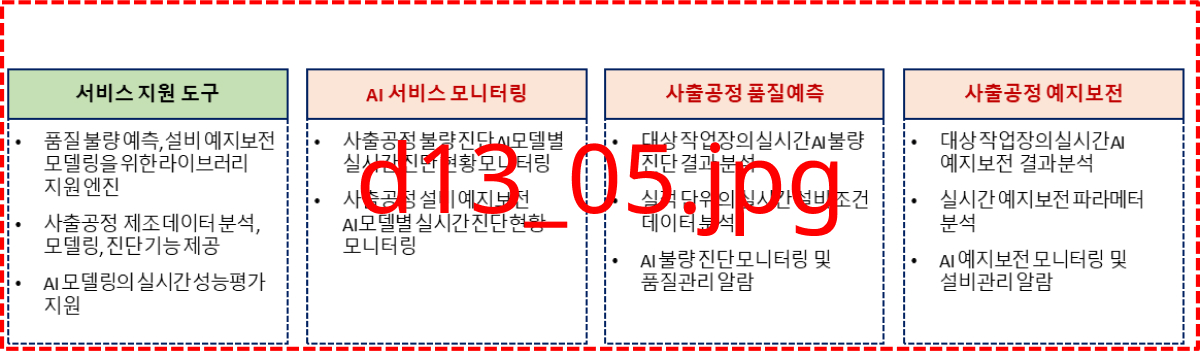 서비스 지원 도구
• 품질 불량 예측, 설비 예지보전
모델링을 위한 라이브러리
지원 엔진
• 사출공정 제조 데이터 분석,
모델링, 진단 기능 제공
• AI 모델링의 실시간 성능평가
지원
AI 서비스 모니터링
• 사출공정 불량 진단 AI모델별
실시간 진단 현황 모니터링
• 사출공정 설비 예지보전
AI모델별 실시간 진단 현황
모니터링
사출공정 품질예측
• 대상 작업장의 실시간 AI 불량
진단 결과 분석
• 실적 단위의 실시간 설비 조건
데이터 분석
• AI 불량 진단 모니터링 및
품질관리 알람
사출공정 예지보전
• 대상 작업장의 실시간 AI
예지보전 결과 분석
• 실시간 예지보전 파라메터
분석
• AI 예지보전 모니터링 및
설비관리 알람
d13_05.jpg